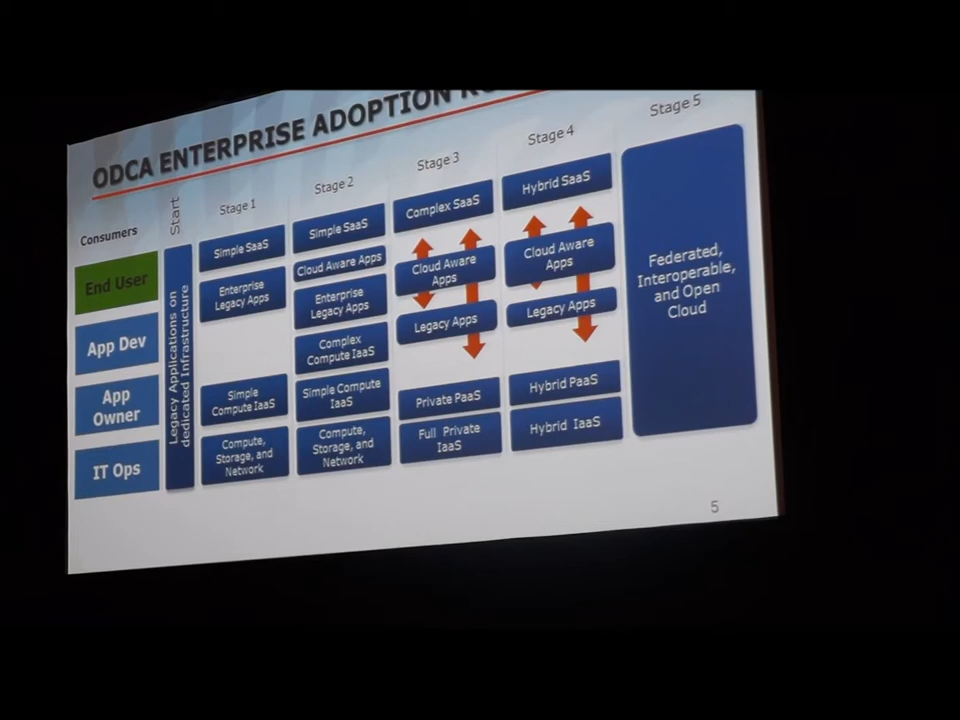 ODCA ENTERPRISE ADOPTION
Consumers
Start
Stage 1
Stage 2
Stage 3
Stage 4
Stage 5
End User
App Dev
App
Owner
IT Ops
Legacy Applications on
dedicated Infrastructure
Simple SaaS
Enterprise
Legacy Apps
Simple
Compute IaaS
Compute,
Storage, and
Network
Simple SaaS
Cloud Aware Apps
Enterprise
Legacy Apps
Complex
Compute IaaS
Simple Compute
IaaS
Compute,
Storage, and
Network
Complex SaaS
Cloud Aware
Apps
Legacy Apps
Private PaaS
Full Private
IaaS
Hybrid SaaS
Cloud Aware
Apps
Legacy Apps
Hybrid PaaS
Hybrid IaaS
Federated,
Interoperable,
and Open
Cloud
5